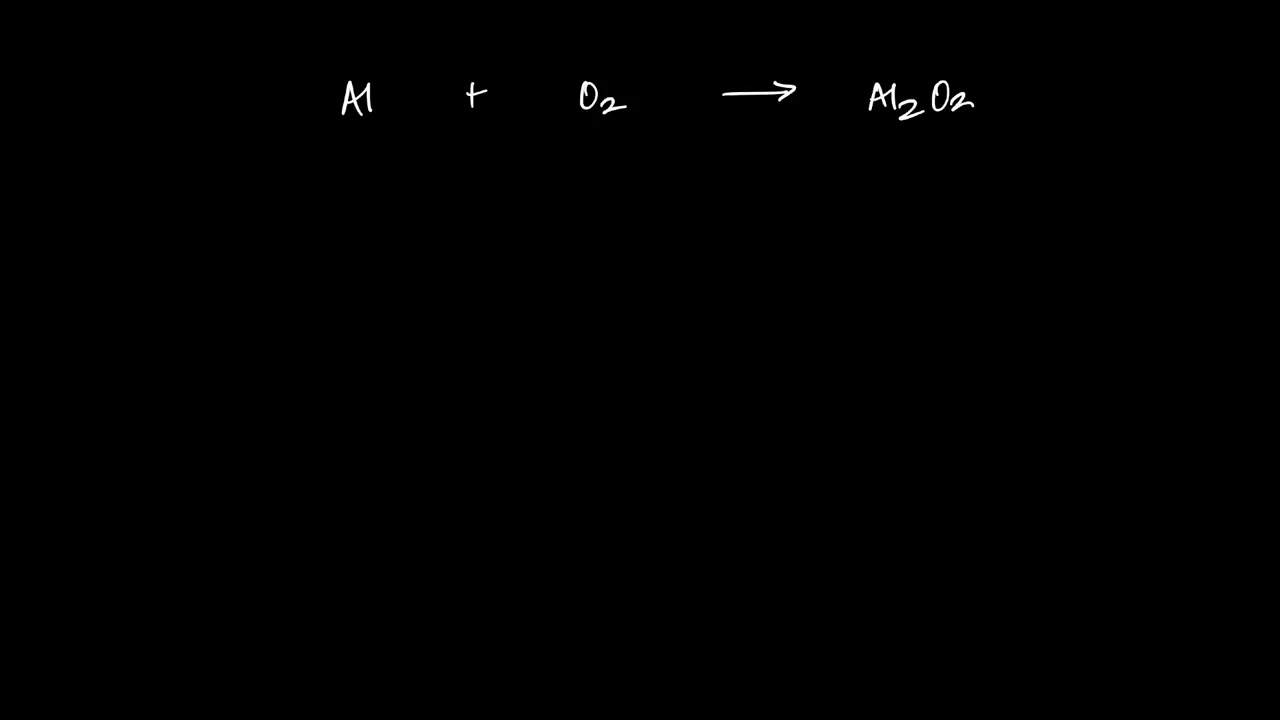 Al + O₂ → Al₂O₂